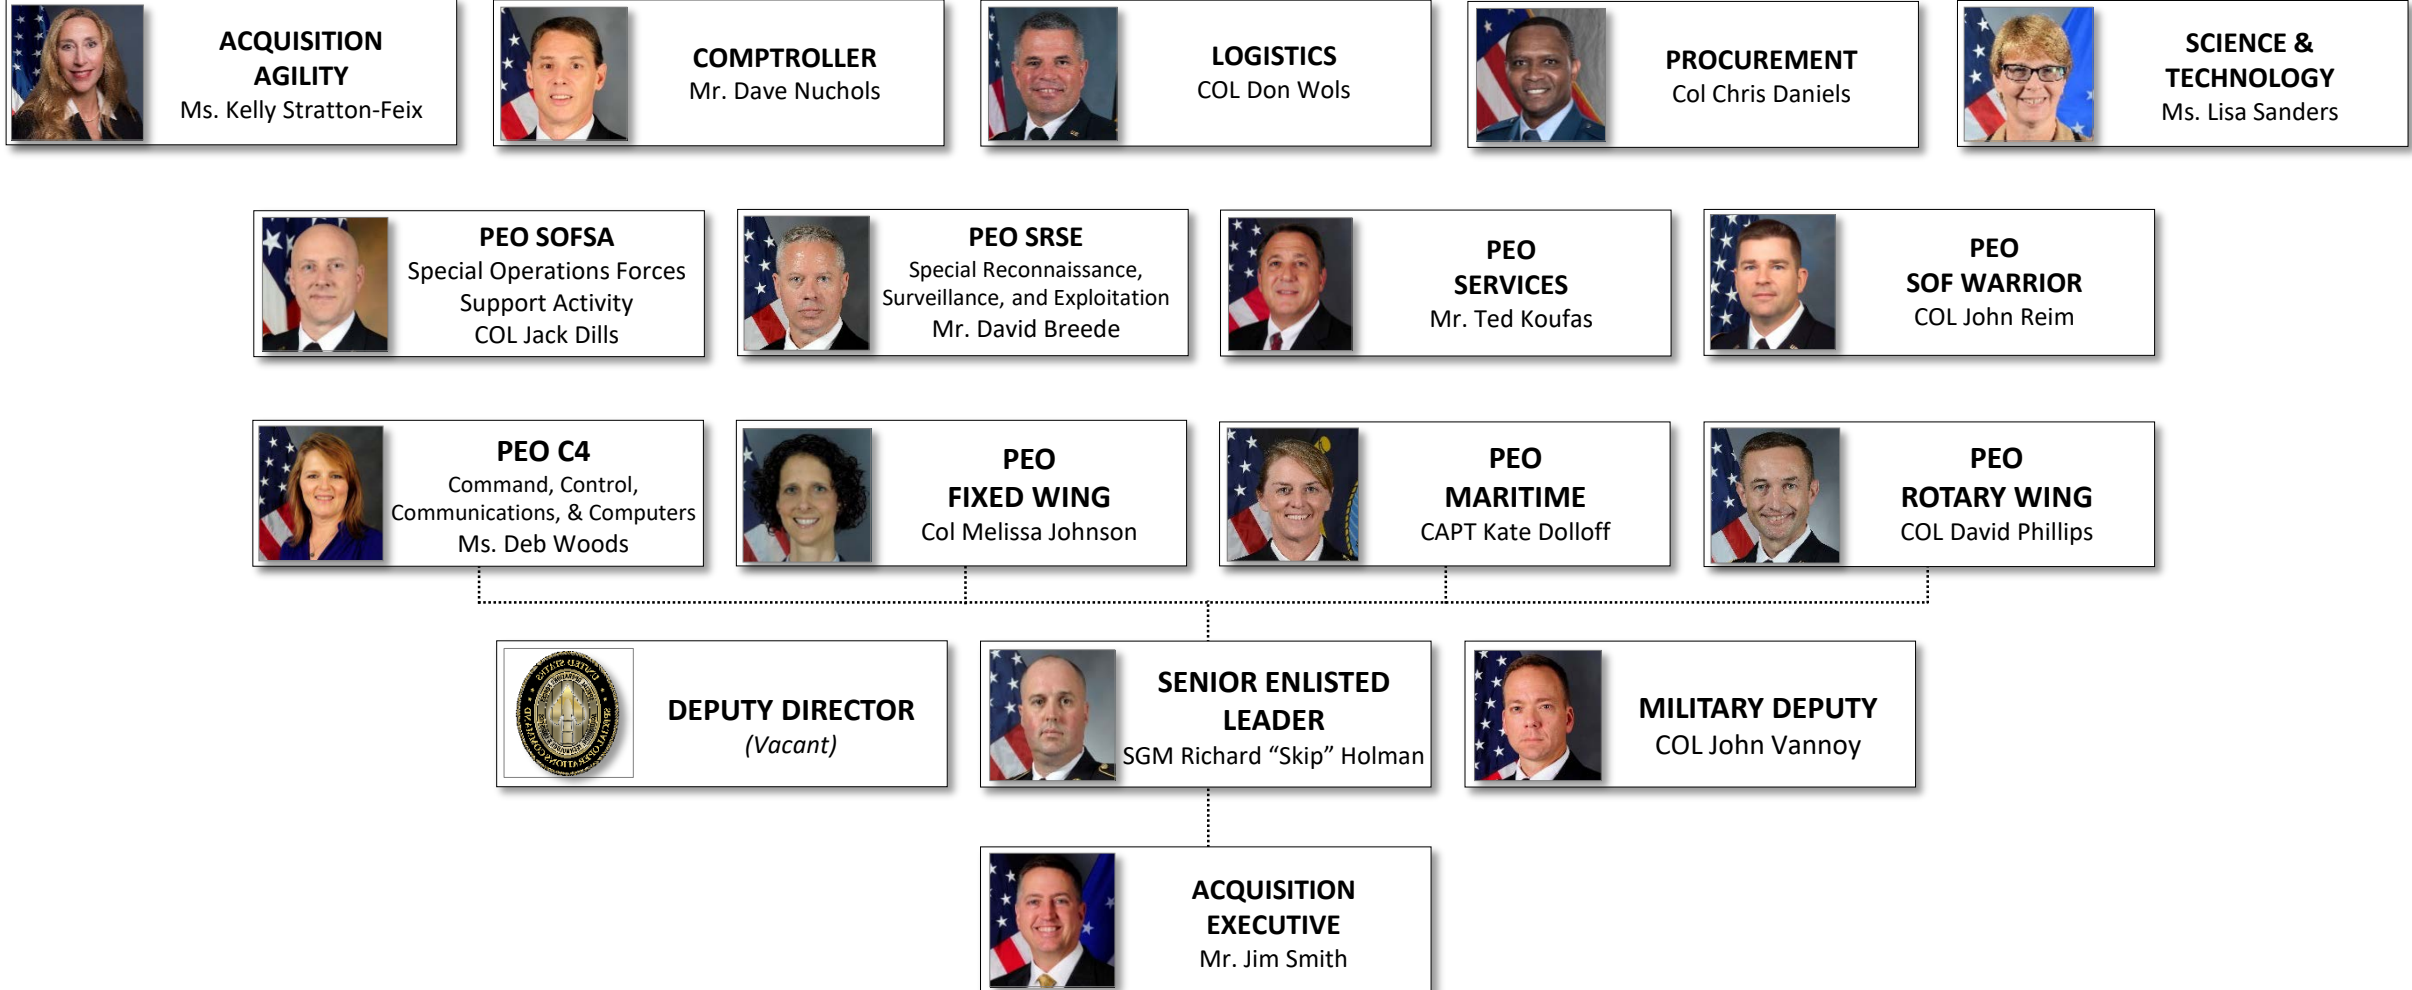 ACQUISITION
AGILITY
Ms. Kelly Stratton-Feix
COMPTROLLER
Mr. Dave Nuchols
LOGISTICS
COL Don Wols
PROCUREMENT
Col Chris Daniels
SCIENCE &
TECHNOLOGY
Ms. Lisa Sanders
PEO SOFSA
Special Operations Forces
Support Activity
COL Jack Dills
PEO SRSE
Special Reconnaissance,
Surveillance, and Exploitation
Mr. David Breede
PEO
SERVICES
Mr. Ted Koufas
PEO
SOF WARRIOR
COL John Reim
PEO C4
Command, Control,
Communications, & Computers
Ms. Deb Woods
PEO
FIXED WING
Col Melissa Johnson
PEO
MARITIME
CAPT Kate Dolloff
PEO
ROTARY WING
COL David Phillips
UNITED STATES
SPECIAL OPERATIONS COMMAND
DEPUTY DIRECTOR
(Vacant)
SENIOR ENLISTED
LEADER
SGM Richard “Skip” Holman
MILITARY DEPUTY
COL John Vannoy
ACQUISITION
EXECUTIVE
Mr. Jim Smith